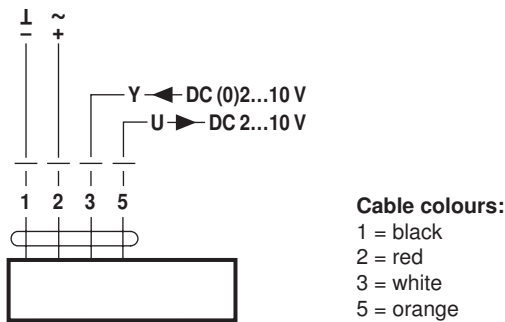 ⊥ ~
– +
Y DC (0)2...10 V
U DC 2...10 V
1 2 3 5
Cable colours:
1 = black
2 = red
3 = white
5 = orange